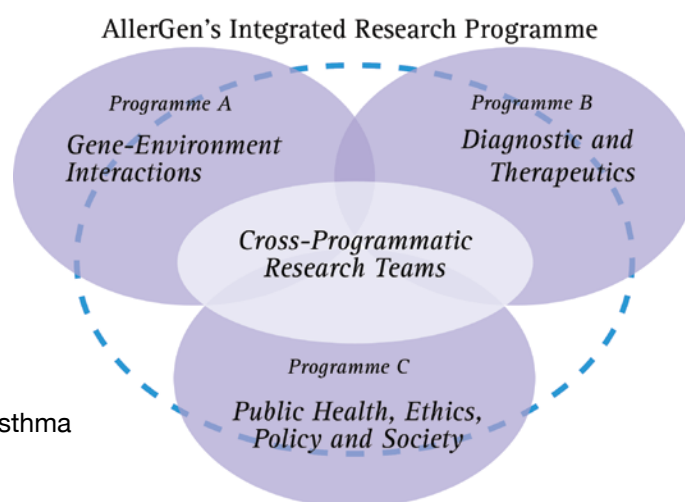 AllerGen's Integrated Research Programme
Programme A
Gene-Environment
Interactions
Programme B
Diagnostic and
Therapeutics
Cross-Programmatic
Research Teams
Programme C
Public Health, Ethics,
Policy and Society
sthma